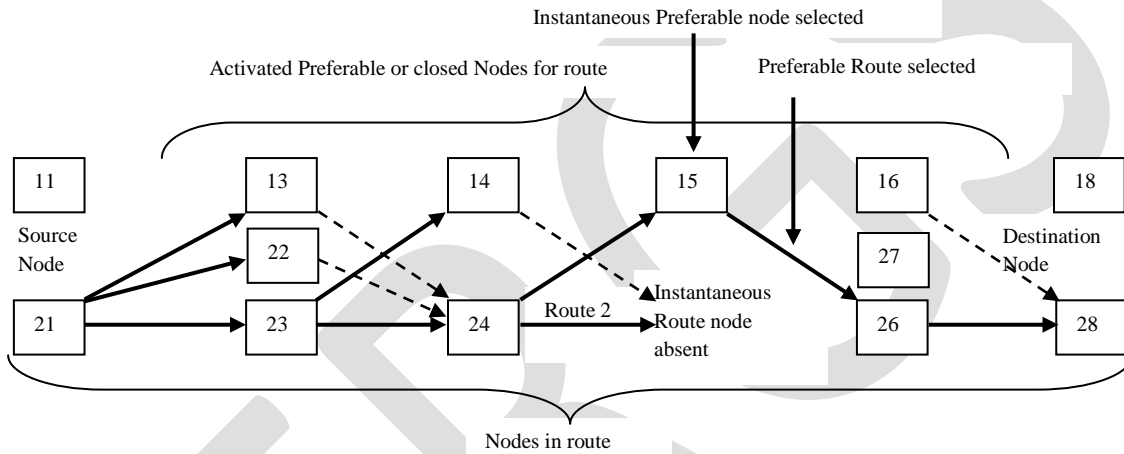 Instantaneous Preferable node selected
Activated Preferable or closed Nodes for route
Preferable Route selected
11
13
14
15
16
18
Source
Node
22
27
Destination
Node
21
23
24
Route 2
Instantaneous
Route node
absent
26
28
Nodes in route